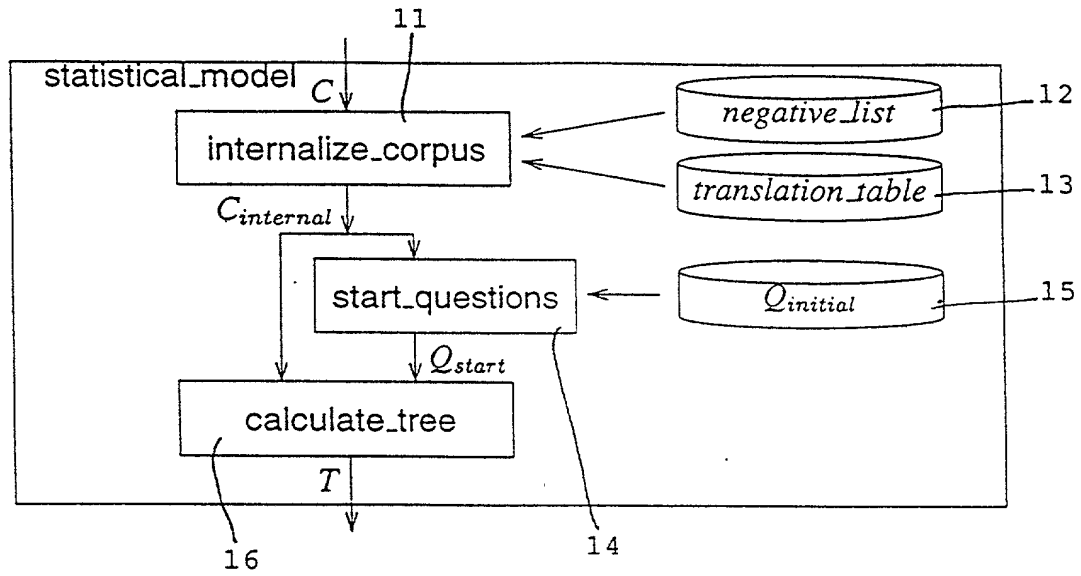 11
statistical_model
C
negative_list
12
internalize_corpus
translation_table
13
C_internal
start_questions
Q_initial
15
Q_start
calculate_tree
T
16
14